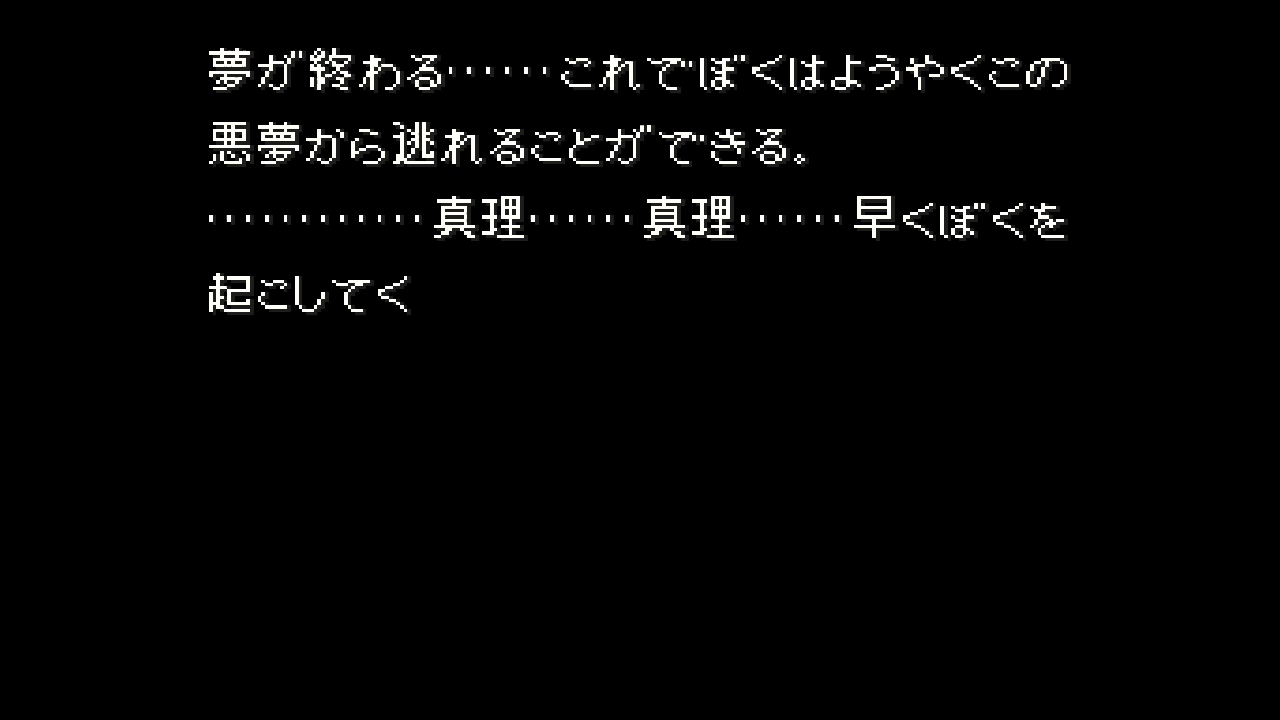 夢が終わる……これでぼくはようやくこの
悪夢から逃れることができる。
…………真理……真理……早くぼくを
起こしてく